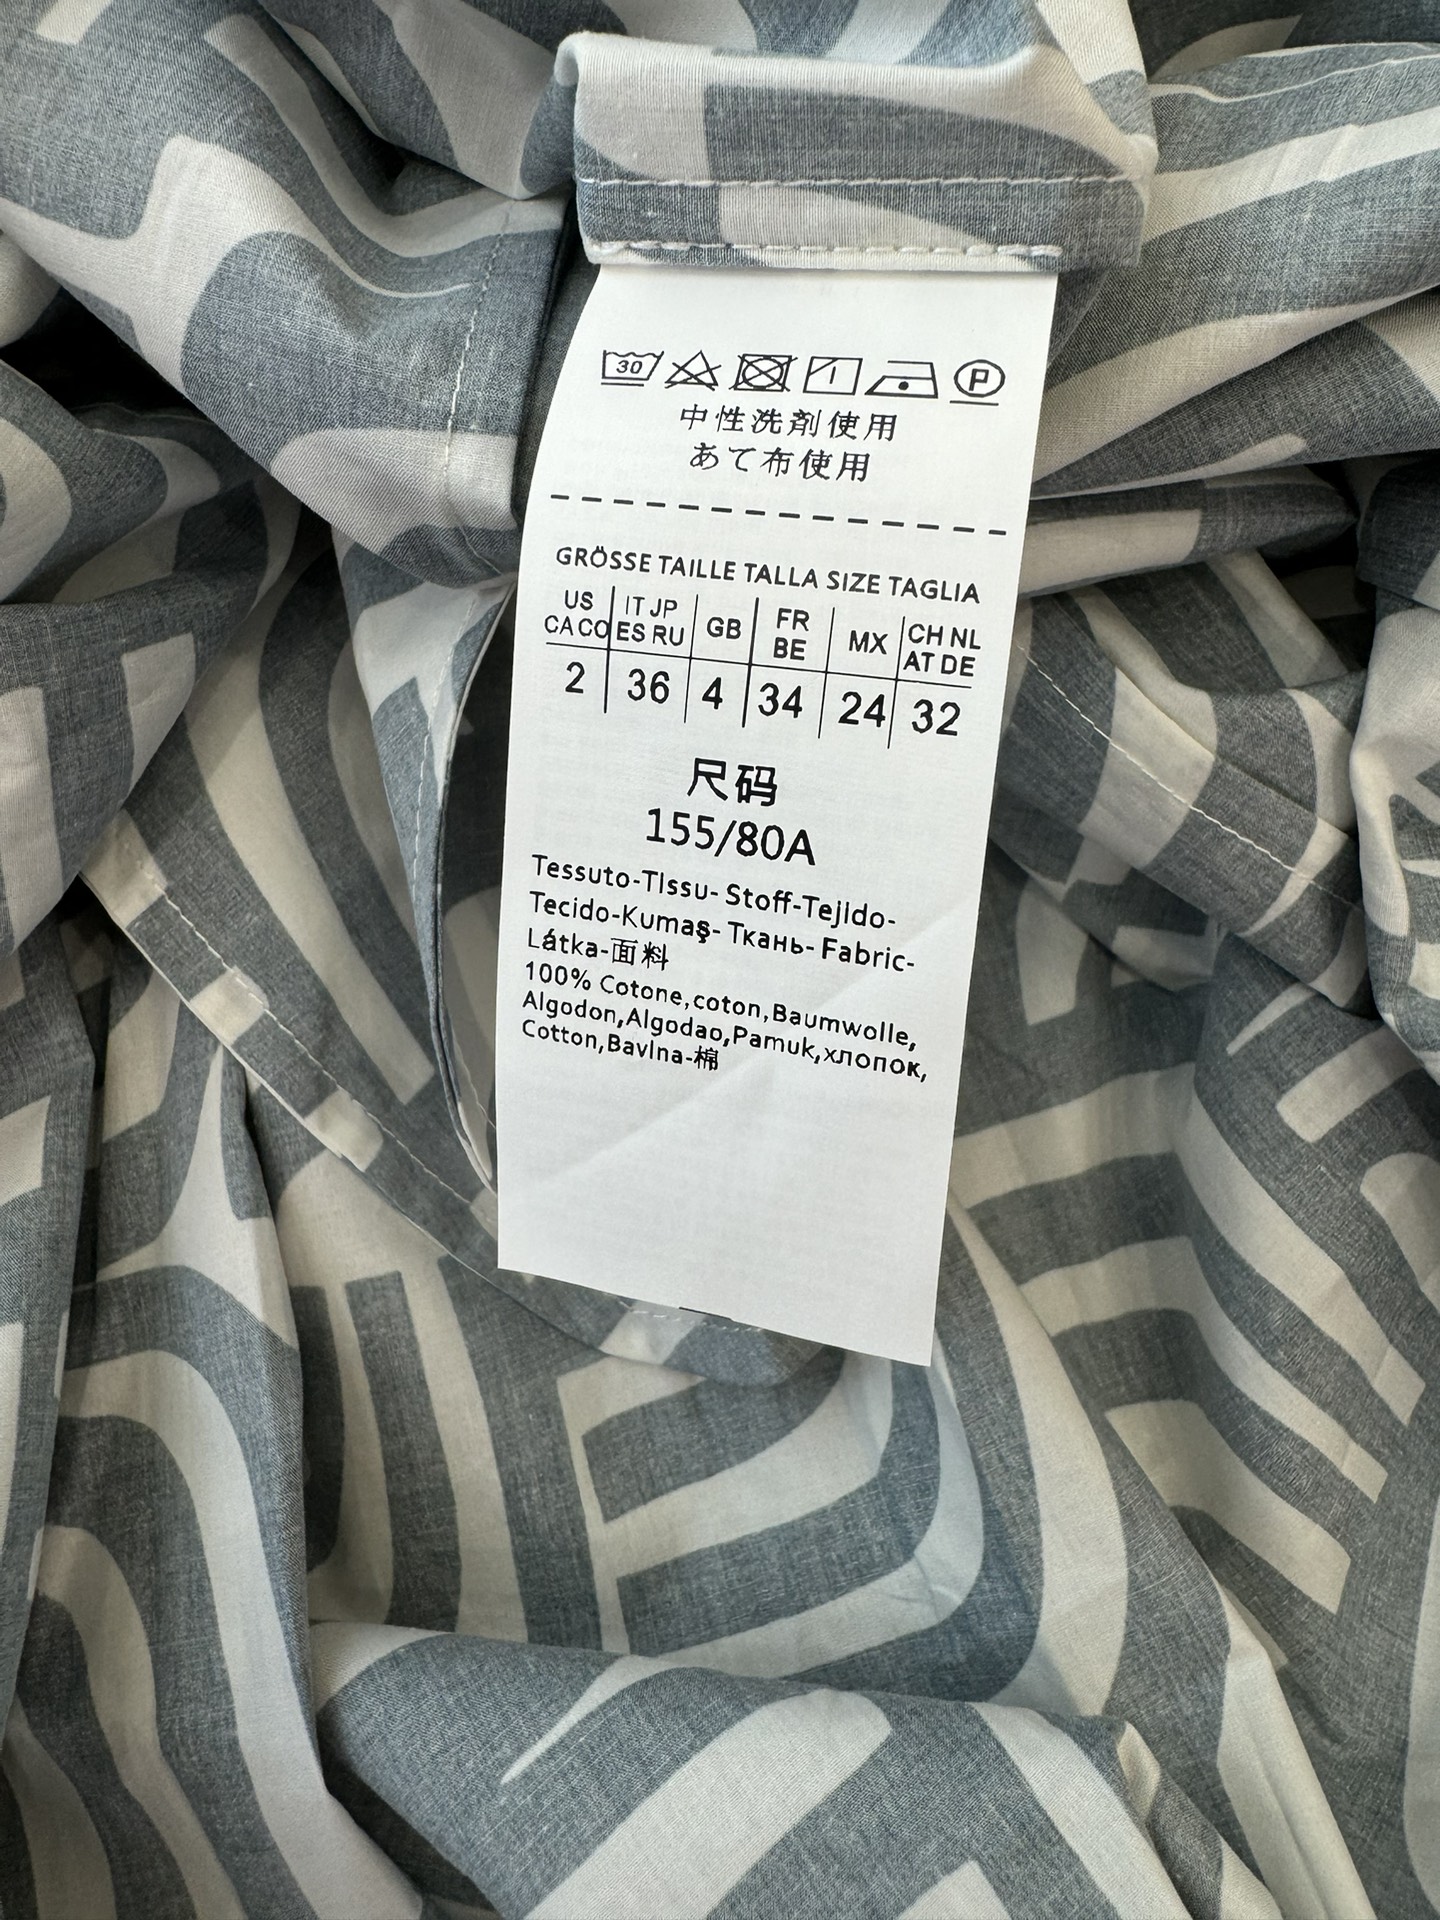 30 P
中性洗剤使用
あて布使用
GRÖSSE TAILLE TALLA SIZE TAGLIA
US CA CO IT JP ES RU GB FR BE MX CH NL AT DE
2 36 4 34 24 32
尺码
155/80A
Tessuto-TIssu- Stoff-TejIdo-
Tecido-Kumaş- Ткань- Fabric-
Látka-面料
100% Cotone,coton,Baumwolle,
Algodon,Algodao,Pamuk,хлопок,
Cotton,BavIna-棉